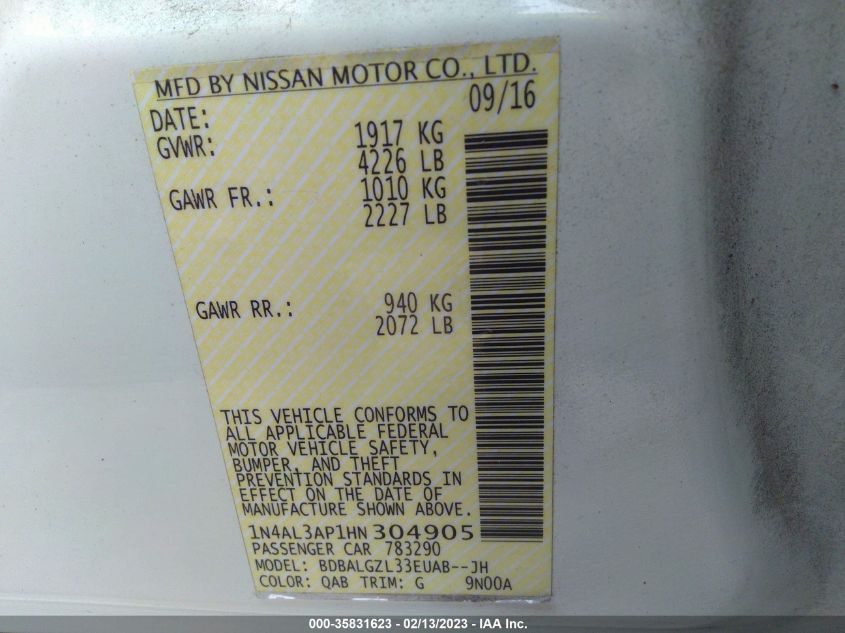 MFD BY NISSAN MOTOR CO., LTD.
DATE: 09/16
GVWR: 1917 KG
4226 LB
GAWR FR.: 1010 KG
2227 LB
GAWR RR.: 940 KG
2072 LB
THIS VEHICLE CONFORMS TO
ALL APPLICABLE FEDERAL
MOTOR VEHICLE SAFETY,
BUMPER, AND THEFT
PREVENTION STANDARDS IN
EFFECT ON THE DATE OF
MANUFACTURE SHOWN ABOVE.
1N4AL3AP1HN304905
PASSENGER CAR 783290
MODEL: BDBALGZL33EUAB--JH
COLOR: QAB TRIM: G 9N00A
000-35831623 - 02/13/2023 - IAA Inc.